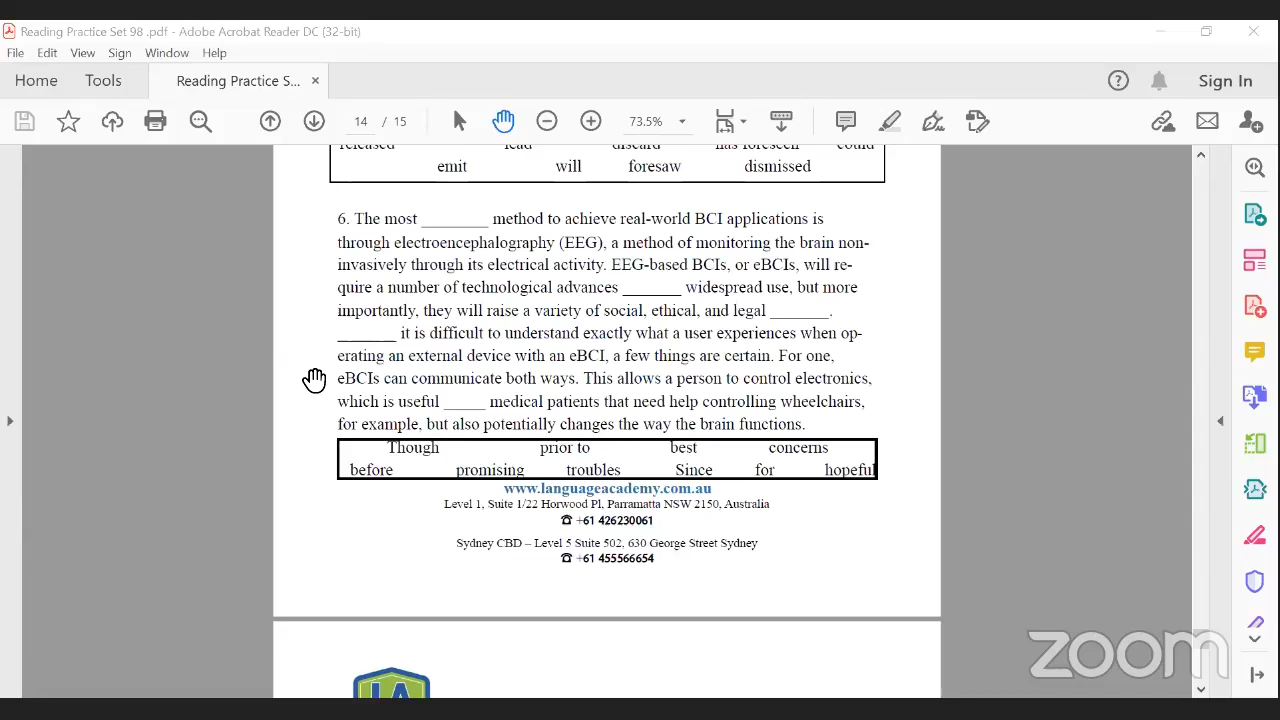 Reading Practice Set 98 .pdf - Adobe Acrobat Reader DC (32-bit)
File Edit View Sign Window Help
Home Tools Reading Practice S... × Sign In
14 / 15 73.5%
released lead discard has foreseen could
emit will foresaw dismissed
6. The most ________ method to achieve real-world BCI applications is
through electroencephalography (EEG), a method of monitoring the brain non-
invasively through its electrical activity. EEG-based BCIs, or eBCIs, will re-
quire a number of technological advances _______ widespread use, but more
importantly, they will raise a variety of social, ethical, and legal _______.
_______ it is difficult to understand exactly what a user experiences when op-
erating an external device with an eBCI, a few things are certain. For one,
eBCIs can communicate both ways. This allows a person to control electronics,
which is useful _____ medical patients that need help controlling wheelchairs,
for example, but also potentially changes the way the brain functions.
Though prior to best concerns
before promising troubles Since for hopeful
www.languageacademy.com.au
Level 1, Suite 1/22 Horwood Pl, Parramatta NSW 2150, Australia
☎ +61 426230061
Sydney CBD – Level 5 Suite 502, 630 George Street Sydney
☎ +61 455566654
LA
zoom